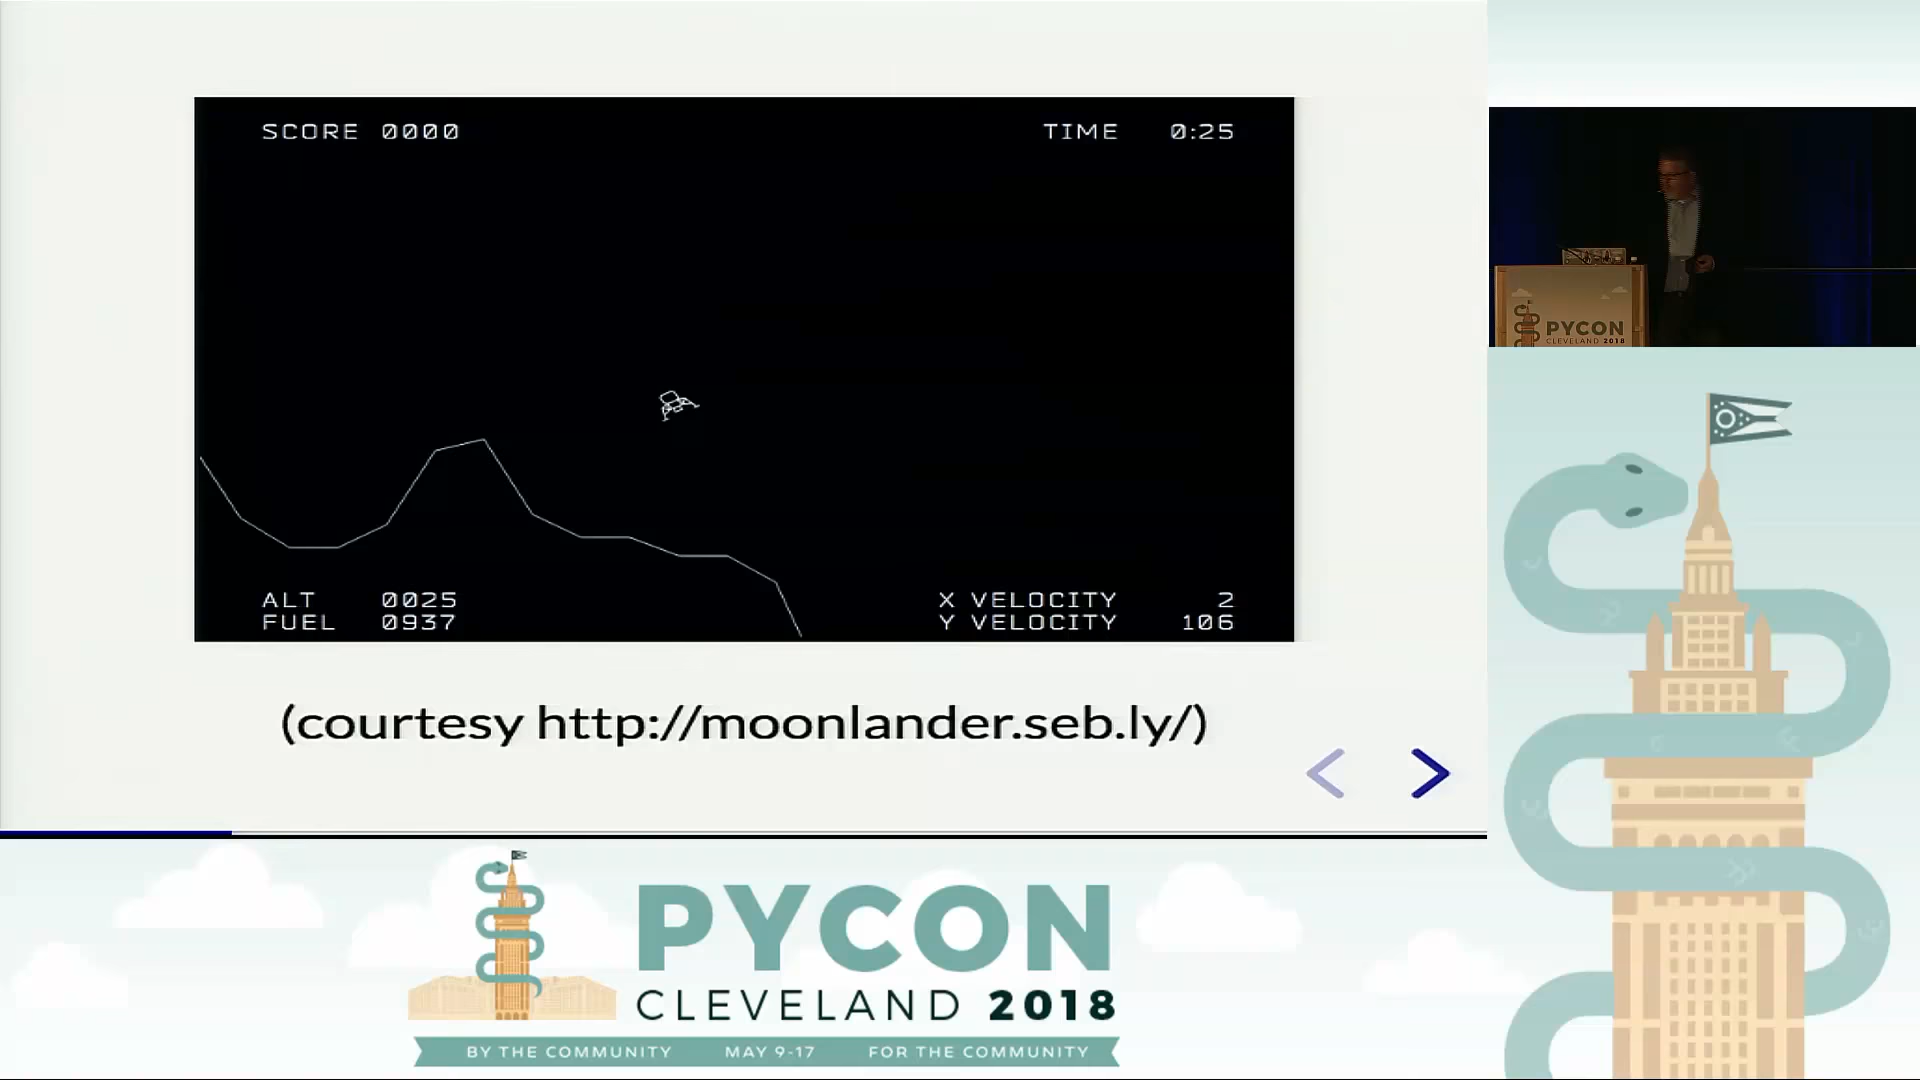 SCORE 0000
TIME 0:25
ALT 0025
FUEL 0937
X VELOCITY 2
Y VELOCITY 106
(courtesy http://moonlander.seb.ly/)
PYCON
CLEVELAND 2018
PYCON
CLEVELAND 2018
BY THE COMMUNITY MAY 9-17 FOR THE COMMUNITY